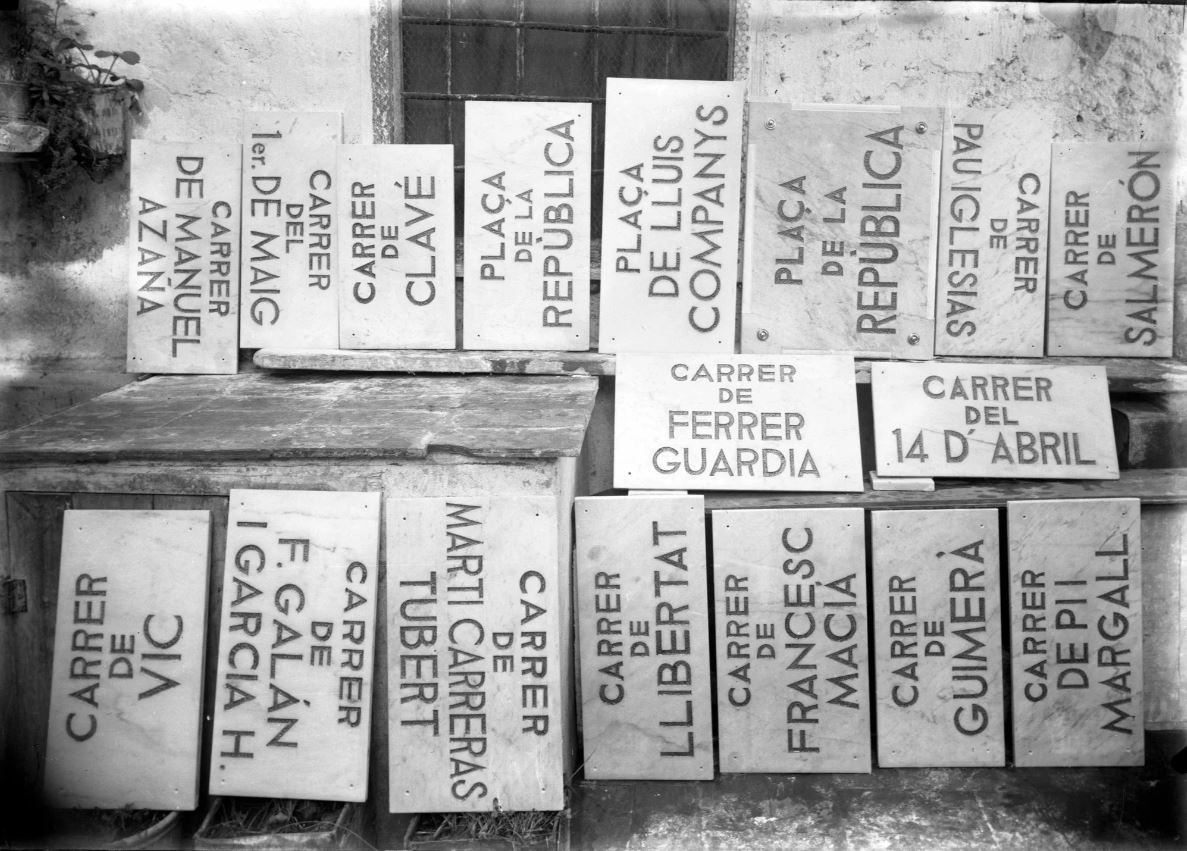 CARRER
DE MANUEL
AZAÑA
CARRER
DEL
1er. DE MAIG
CARRER
DE
CLAVÉ
PLAÇA
DE LA
REPÚBLICA
PLAÇA
DE LLUIS
COMPANYS
PLAÇA
DE LA
REPÚBLICA
CARRER
DE
PAU IGLESIAS
CARRER
DE
SALMERÓN
CARRER
DE
FERRER
GUARDIA
CARRER
DEL
14 D'ABRIL
CARRER
DE
VIC
CARRER
DE
F. GALÁN
I GARCIA H.
CARRER
DE
MARTI CARRERAS
TUBERT
CARRER
DE
LLIBERTAT
CARRER
DE
FRANCESC
MACIÁ
CARRER
DE
GUIMERÀ
CARRER
DE PI I
MARGALL